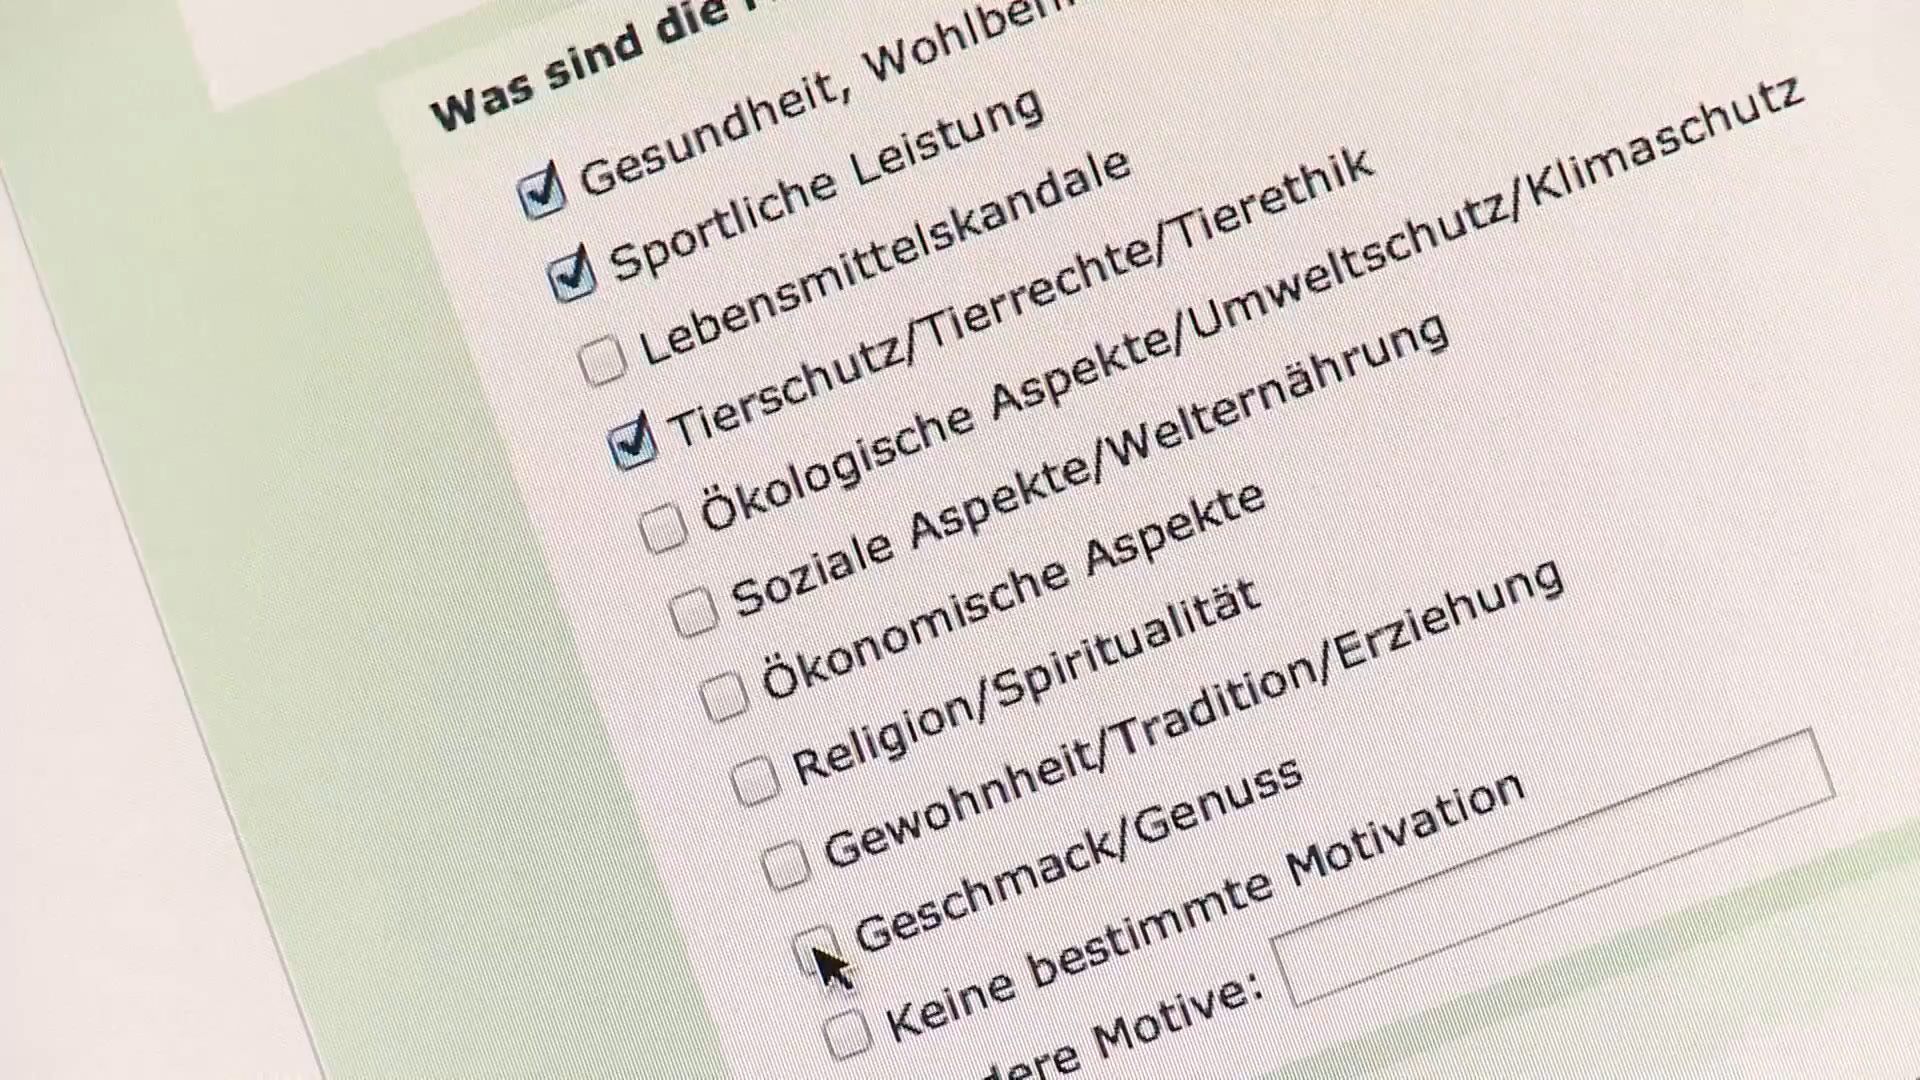 Was sind die
Gesundheit,
Sportliche Leistung
Lebensmittelskandale
Tierschutz/Tierrechte/Tierethik
Ökologische Aspekte/Umweltschutz/Klimaschutz
Soziale Aspekte/Welternährung
Ökonomische Aspekte
Religion/Spiritualität
Gewohnheit/Tradition/Erziehung
Geschmack/Genuss
Keine bestimmte Motivation
Motive: